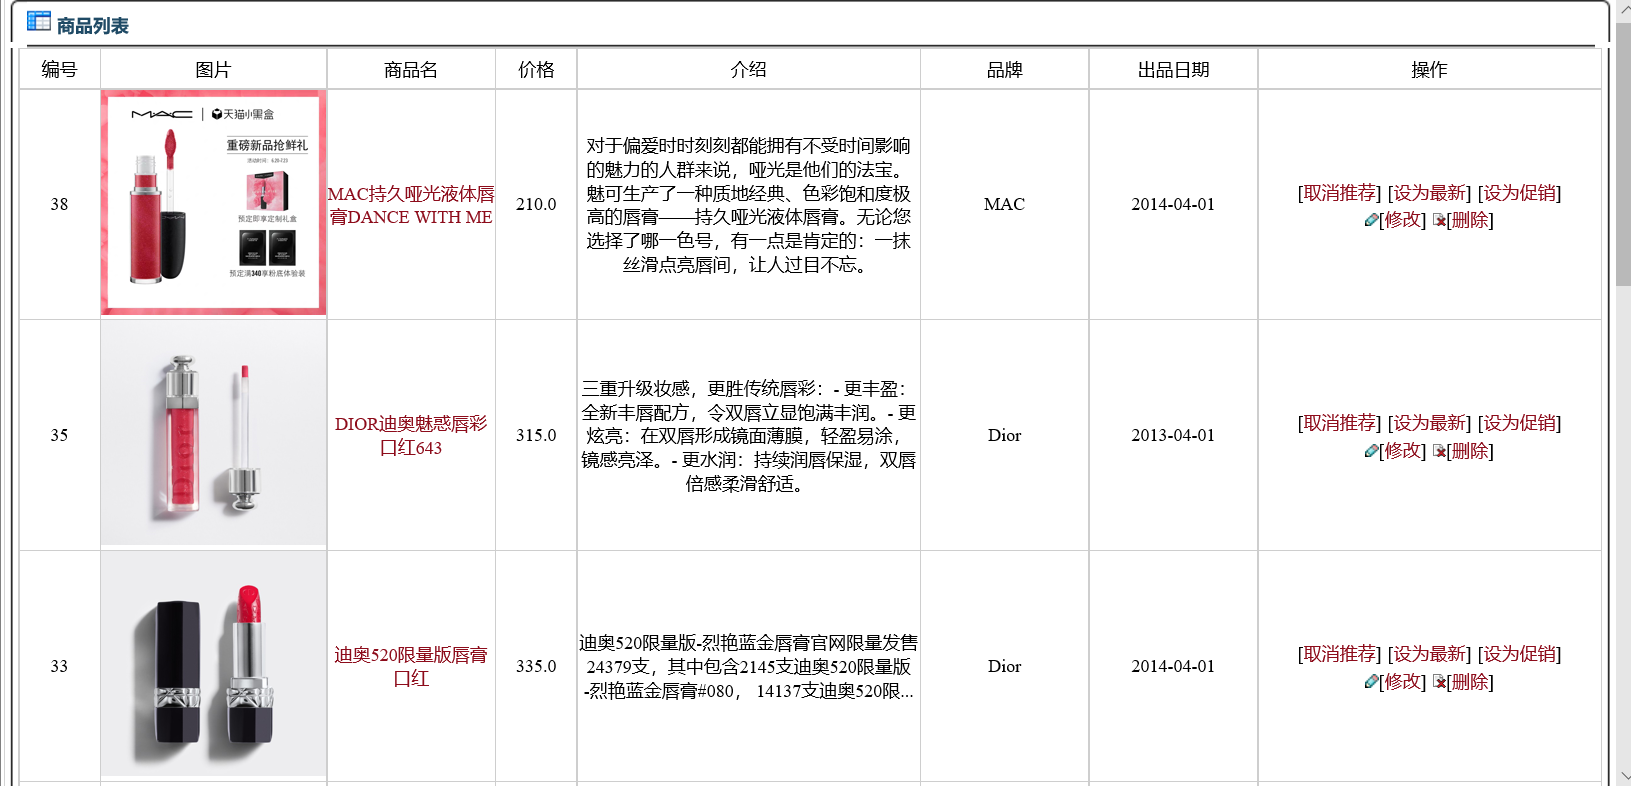 商品列表
编号 图片 商品名 价格 介绍 品牌 出品日期 操作
MAC | 天猫小黑盒
重磅新品抢鲜礼
预定即享定制礼盒
预定满340享粉底体验装
38
MAC持久哑光液体唇
膏DANCE WITH ME
210.0
对于偏爱时时刻刻都能拥有不受时间影响
的魅力的人群来说，哑光是他们的法宝。
魅可生产了一种质地经典、色彩饱和度极
高的唇膏——持久哑光液体唇膏。无论您
选择了哪一色号，有一点是肯定的：一抹
丝滑点亮唇间，让人过目不忘。
MAC
2014-04-01
[取消推荐] [设为最新] [设为促销]
[修改] [删除]
35
DIOR迪奥魅惑唇彩
口红643
315.0
三重升级妆感，更胜传统唇彩：- 更丰盈：
全新丰唇配方，令双唇立显饱满丰润。- 更
炫亮：在双唇形成镜面薄膜，轻盈易涂，
镜感亮泽。- 更水润：持续润唇保湿，双唇
倍感柔滑舒适。
Dior
2013-04-01
[取消推荐] [设为最新] [设为促销]
[修改] [删除]
33
迪奥520限量版唇膏
口红
335.0
迪奥520限量版-烈艳蓝金唇膏官网限量发售
24379支，其中包含2145支迪奥520限量版
-烈艳蓝金唇膏#080， 14137支迪奥520限...
Dior
2014-04-01
[取消推荐] [设为最新] [设为促销]
[修改] [删除]